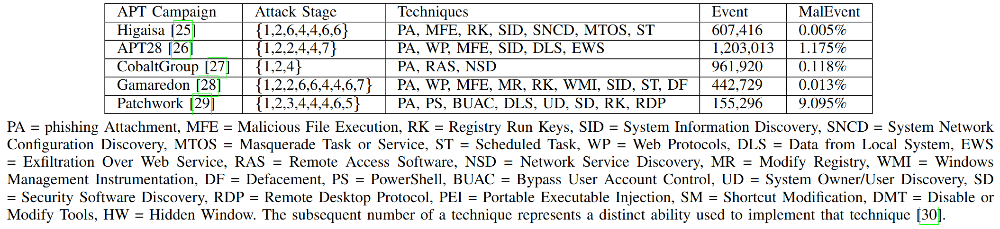 APT Campaign Attack Stage Techniques Event MalEvent
Higaisa [25] {1,2,6,4,4,6,6} PA, MFE, RK, SID, SNCD, MTOS, ST 607,416 0.005%
APT28 [26] {1,2,2,4,4,7} PA, WP, MFE, SID, DLS, EWS 1,203,013 1.175%
CobaltGroup [27] {1,2,4} PA, RAS, NSD 961,920 0.118%
Gamaredon [28] {1,2,2,6,6,4,4,6,7} PA, WP, MFE, MR, RK, WMI, SID, ST, DF 442,729 0.013%
Patchwork [29] {1,2,3,4,4,4,6,5} PA, PS, BUAC, DLS, UD, SD, RK, RDP 155,296 9.095%
PA = phishing Attachment, MFE = Malicious File Execution, RK = Registry Run Keys, SID = System Information Discovery, SNCD = System Network
Configuration Discovery, MTOS = Masquerade Task or Service, ST = Scheduled Task, WP = Web Protocols, DLS = Data from Local System, EWS
= Exfiltration Over Web Service, RAS = Remote Access Software, NSD = Network Service Discovery, MR = Modify Registry, WMI = Windows
Management Instrumentation, DF = Defacement, PS = PowerShell, BUAC = Bypass User Account Control, UD = System Owner/User Discovery, SD
= Security Software Discovery, RDP = Remote Desktop Protocol, PEI = Portable Executable Injection, SM = Shortcut Modification, DMT = Disable or
Modify Tools, HW = Hidden Window. The subsequent number of a technique represents a distinct ability used to implement that technique [30].